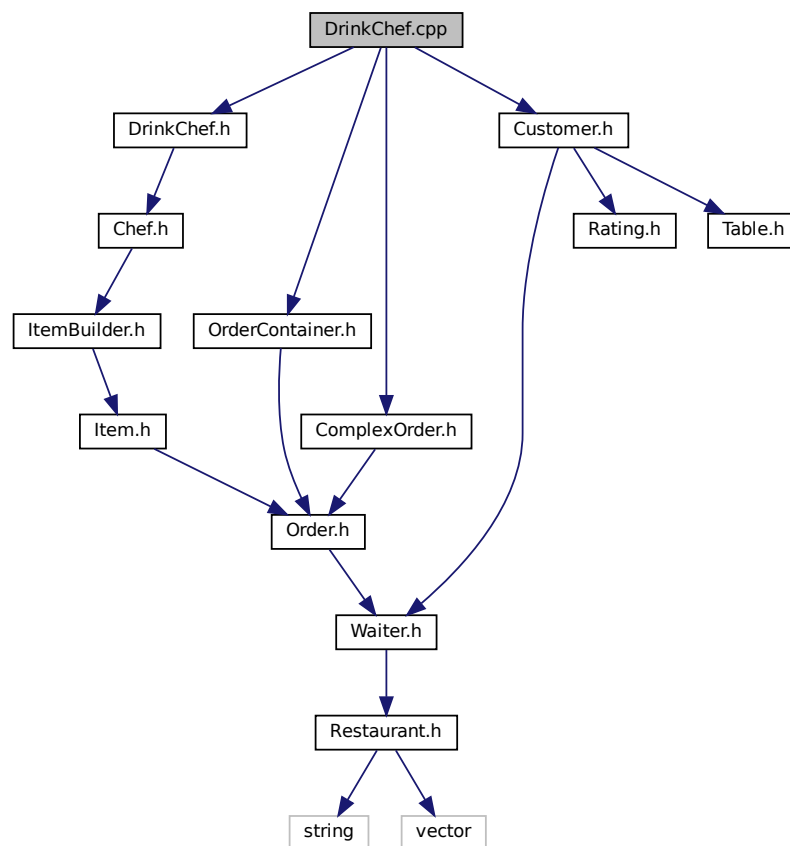 DrinkChef.cpp
DrinkChef.h
Customer.h
Chef.h
Rating.h
Table.h
ItemBuilder.h
OrderContainer.h
Item.h
ComplexOrder.h
Order.h
Waiter.h
Restaurant.h
string
vector